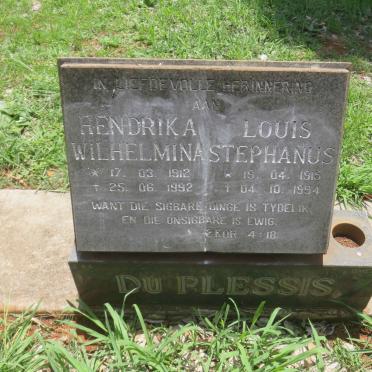 IN LIEFDEVOLLE HERINNERING
AAN
HENDRIKA LOUIS
WILHELMINA STEPHANUS
* 17. 03. 1912 * 15. 04. 1915
† 25. 06. 1992 † 04. 10. 1994
WANT DIE SIGBARE DINGE IS TYDELIK
EN DIE ONSIGBARE IS EWIG.
2 KOR 4:18
DU PLESSIS